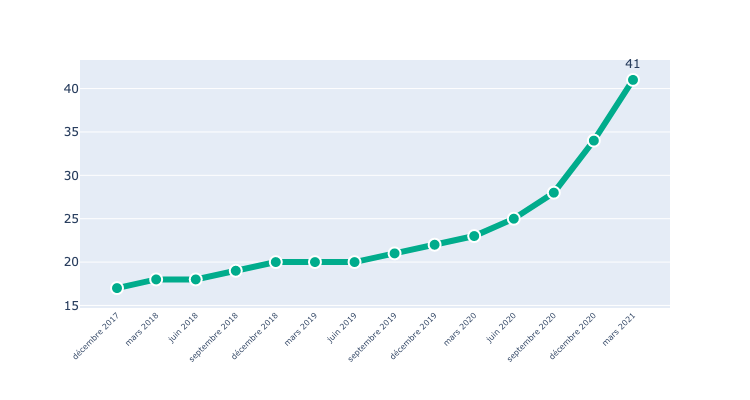 41
40
35
30
25
20
15
décembre 2017
mars 2018
juin 2018
septembre 2018
décembre 2018
mars 2019
juin 2019
septembre 2019
décembre 2019
mars 2020
juin 2020
septembre 2020
décembre 2020
mars 2021